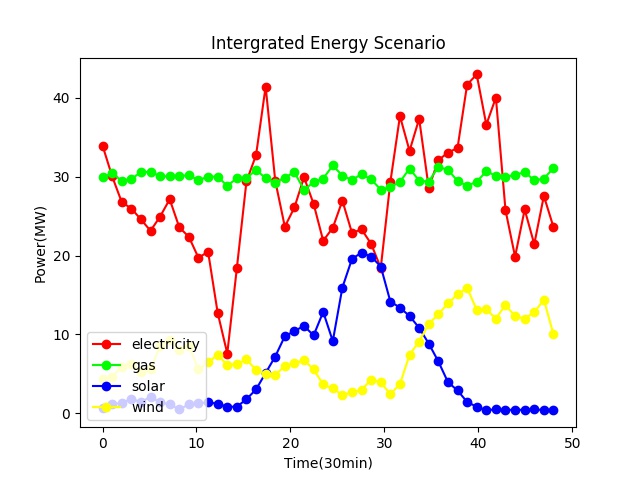 Intergrated Energy Scenario
Power(MW)
40
30
20
10
0
electricity
gas
solar
wind
0 10 20 30 40 50
Time(30min)